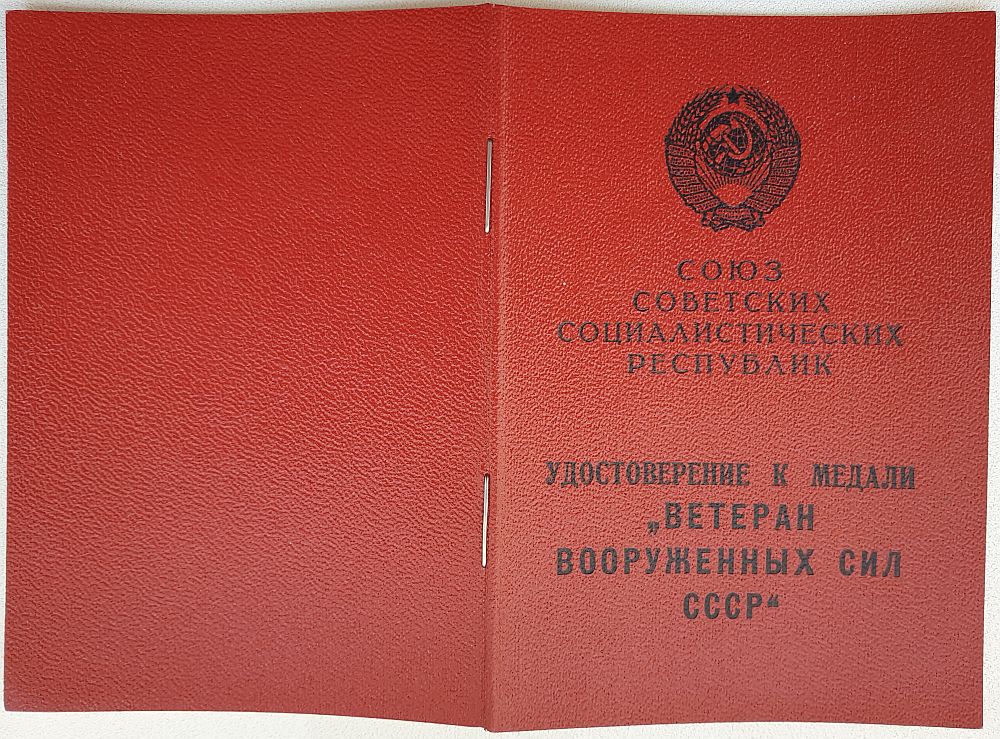 СОЮЗ
СОВЕТСКИХ
СОЦИАЛИСТИЧЕСКИХ
РЕСПУБЛИК
УДОСТОВЕРЕНИЕ К МЕДАЛИ
„ВЕТЕРАН
ВООРУЖЕННЫХ СИЛ
СССР“